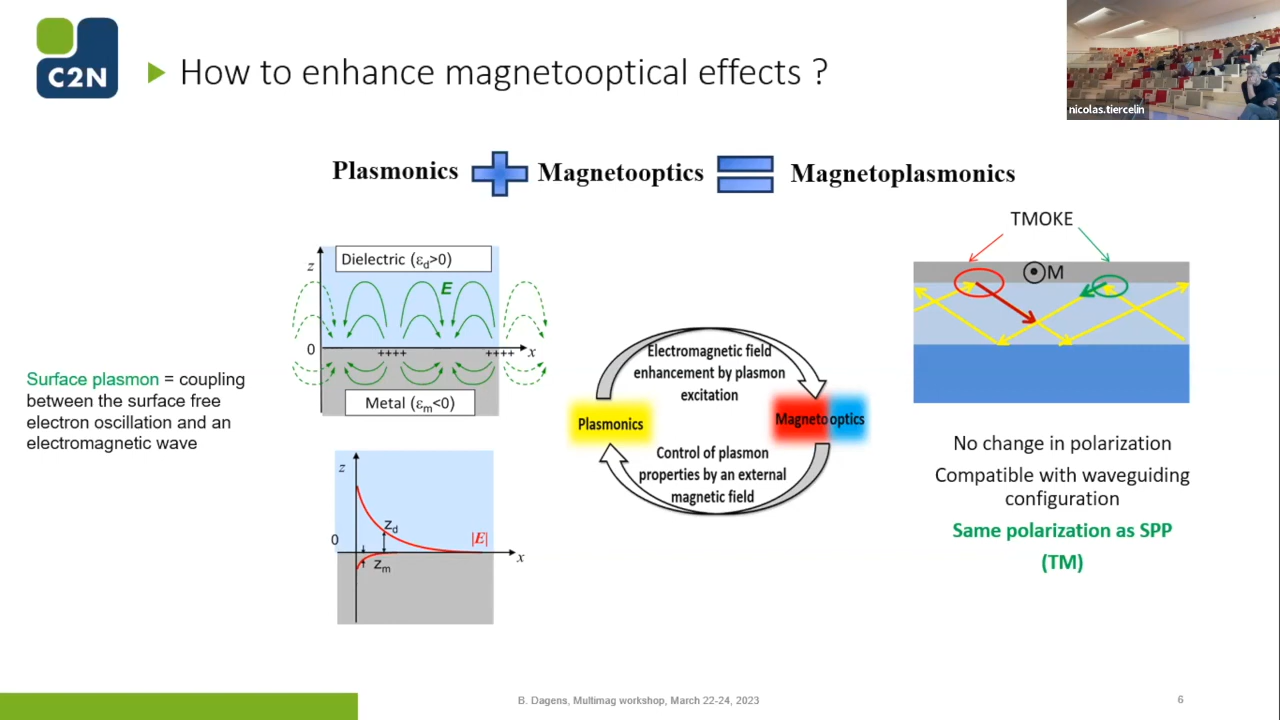 C2N
How to enhance magnetooptical effects ?
nicolas.tiercelin
Plasmonics
Magnetooptics
Magnetoplasmonics
Surface plasmon = coupling
between the surface free
electron oscillation and an
electromagnetic wave
z
Dielectric (εd>0)
E
0
++++
++++
x
Metal (εm<0)
z
zd
0
|E|
x
zm
Electromagnetic field
enhancement by plasmon
excitation
Plasmonics
Magneto optics
Control of plasmon
properties by an external
magnetic field
TMOKE
M
No change in polarization
Compatible with waveguiding
configuration
Same polarization as SPP
(TM)
B. Dagens, Multimag workshop, March 22-24, 2023
6